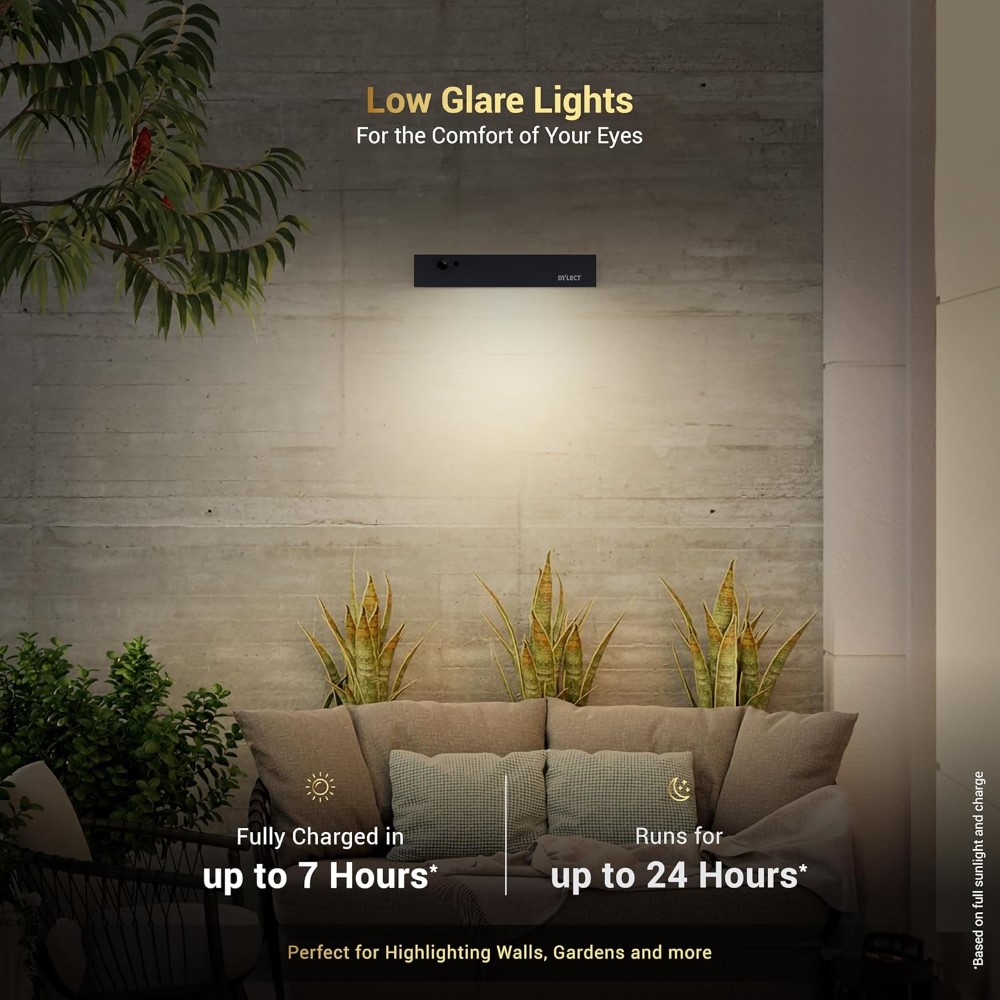 Low Glare Lights
For the Comfort of Your Eyes
Fully Charged in
up to 7 Hours*
Runs for
up to 24 Hours*
Perfect for Highlighting Walls, Gardens and more
*Based on full sunlight and charge